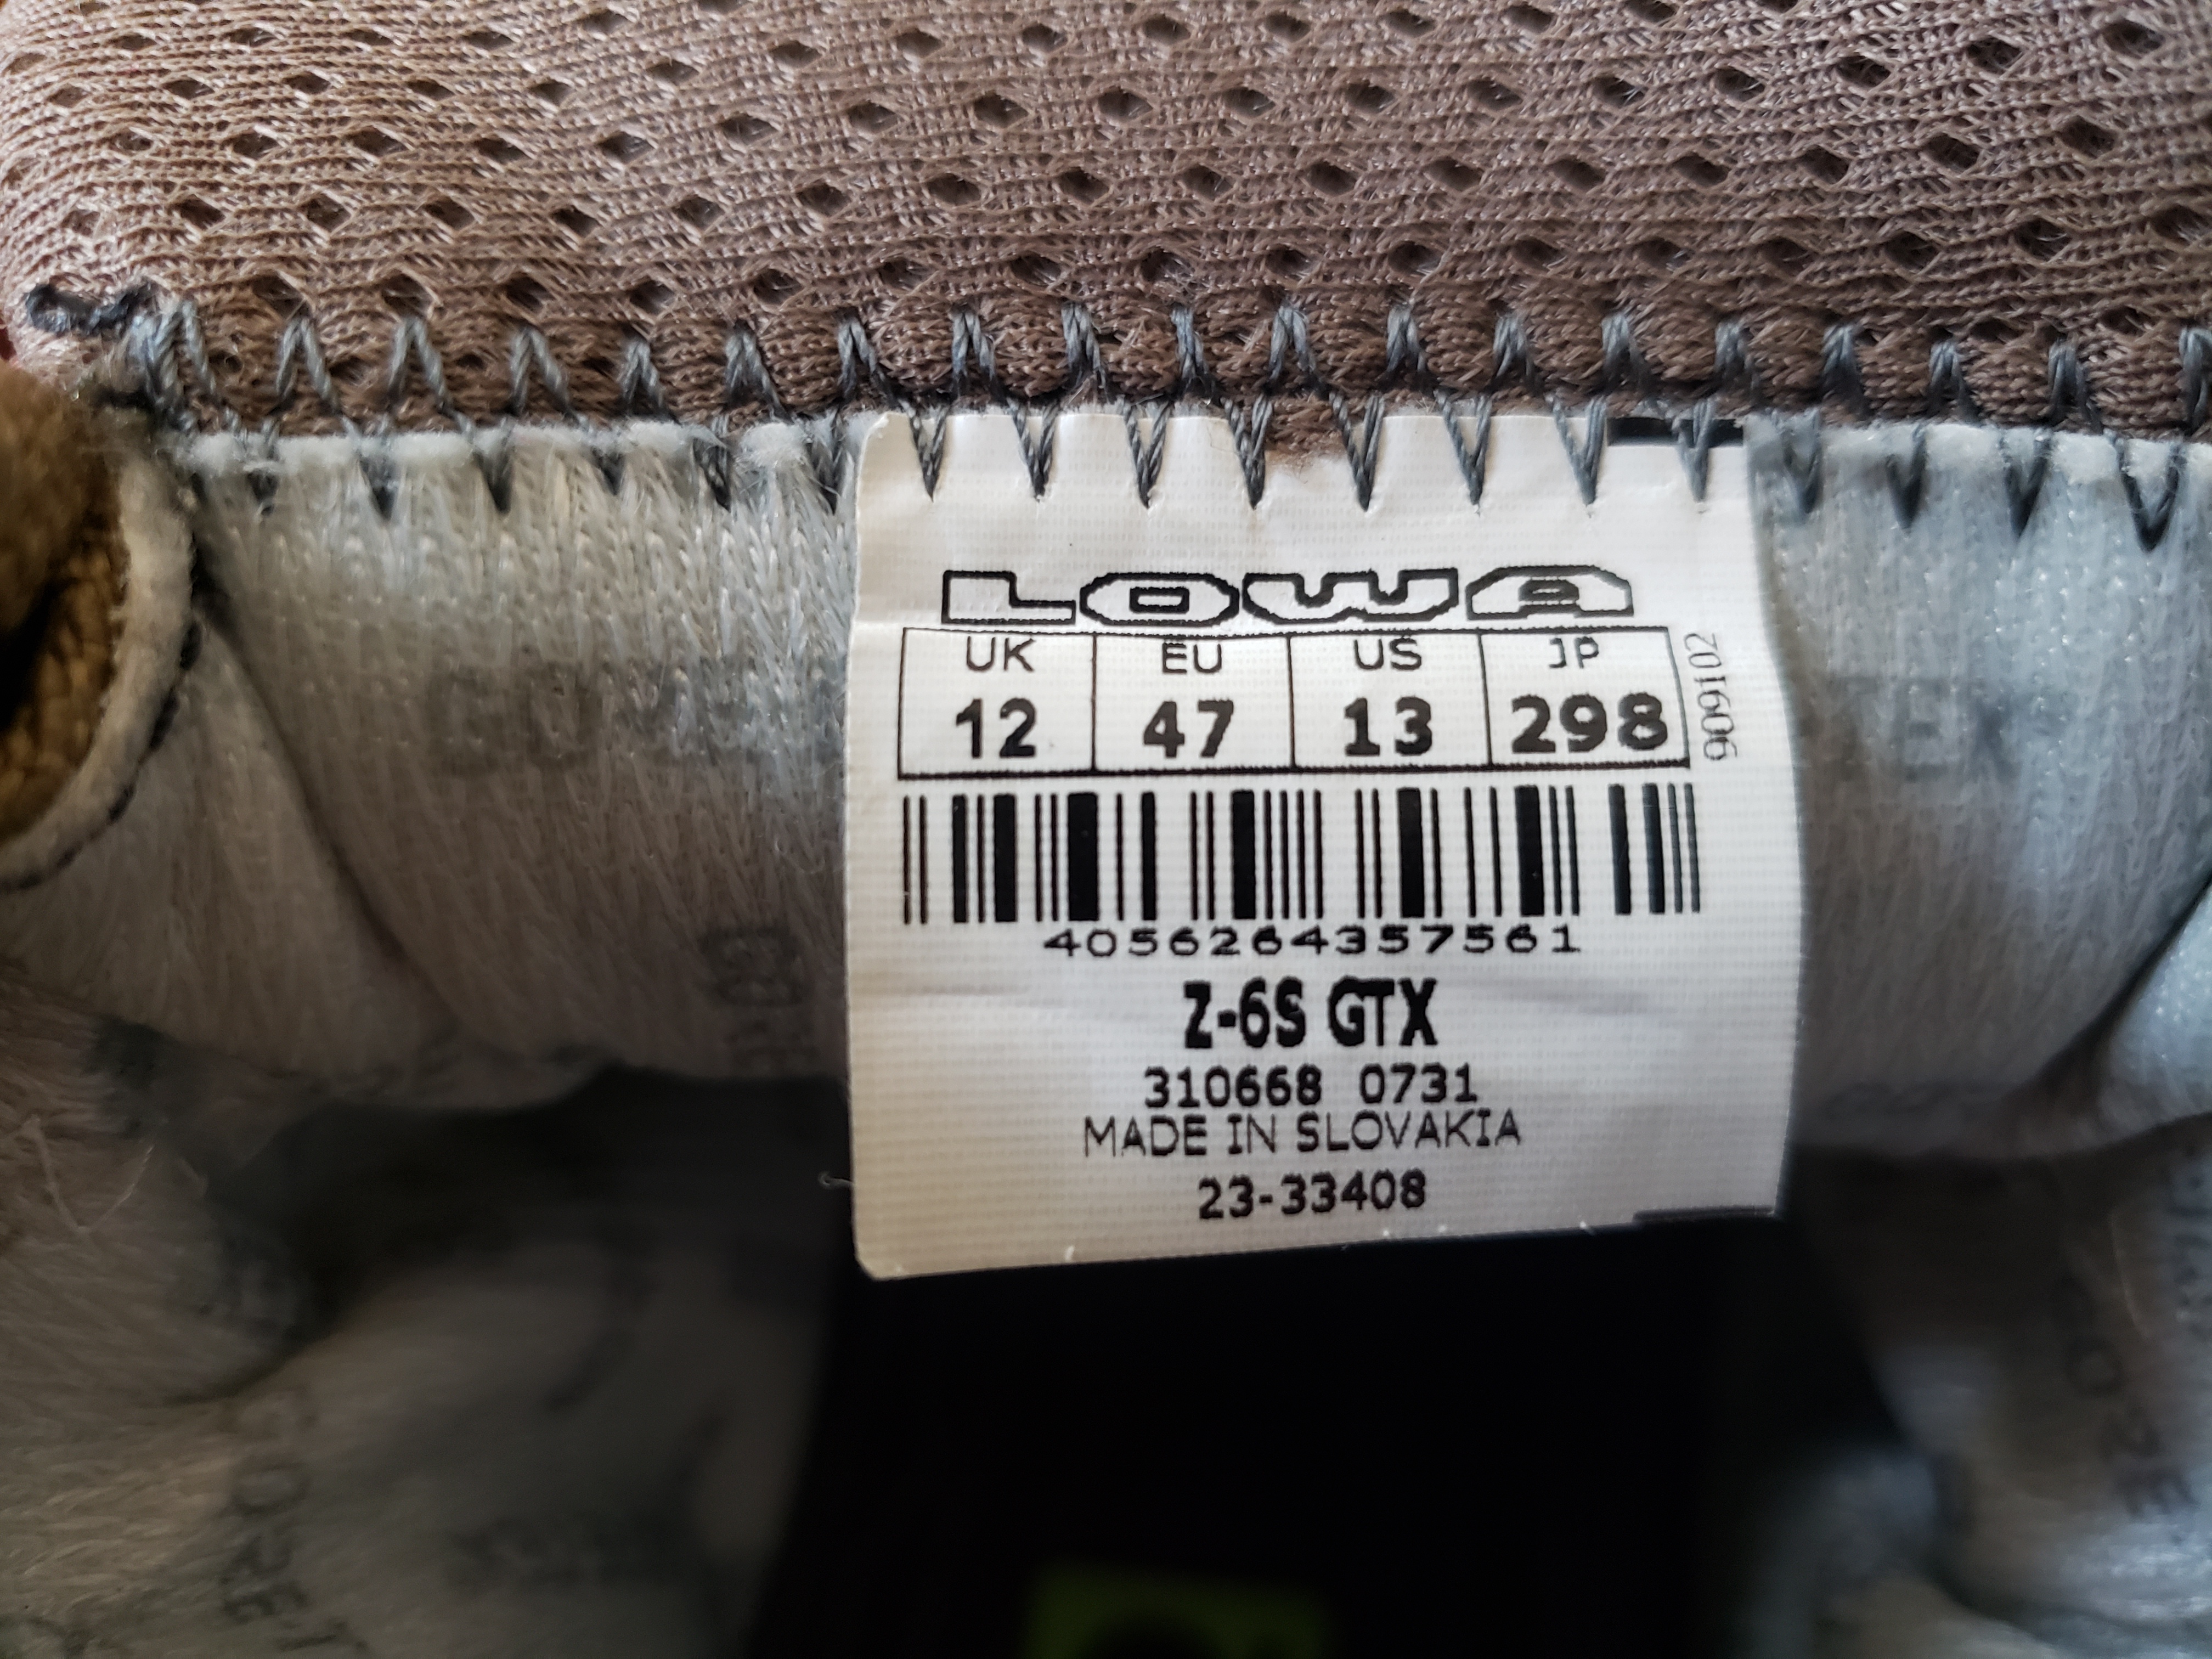 LOWA
UK EU US JP
12 47 13 298
201606
4056264357561
Z-6S GTX
310668 0731
MADE IN SLOVAKIA
23-33408